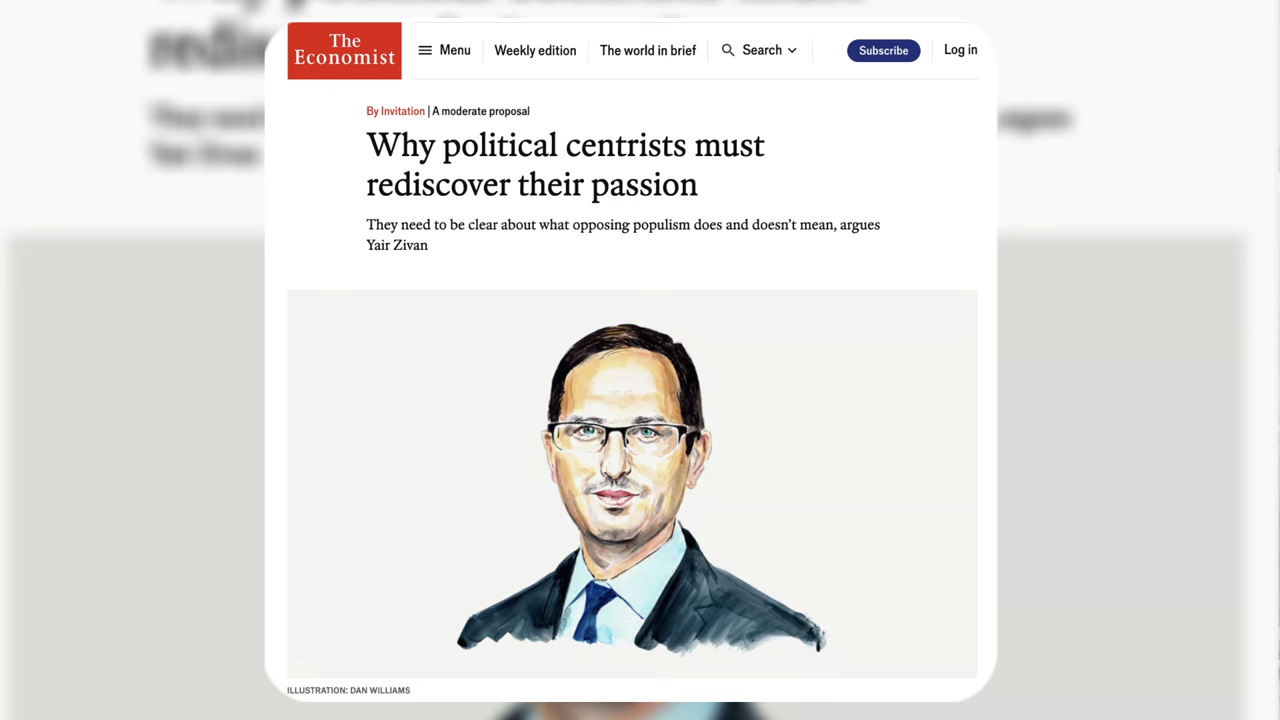 The
Economist
Menu
Weekly edition
The world in brief
Search
Subscribe
Log in
By Invitation | A moderate proposal
Why political centrists must
rediscover their passion
They need to be clear about what opposing populism does and doesn't mean, argues
Yair Zivan
ILLUSTRATION: DAN WILLIAMS